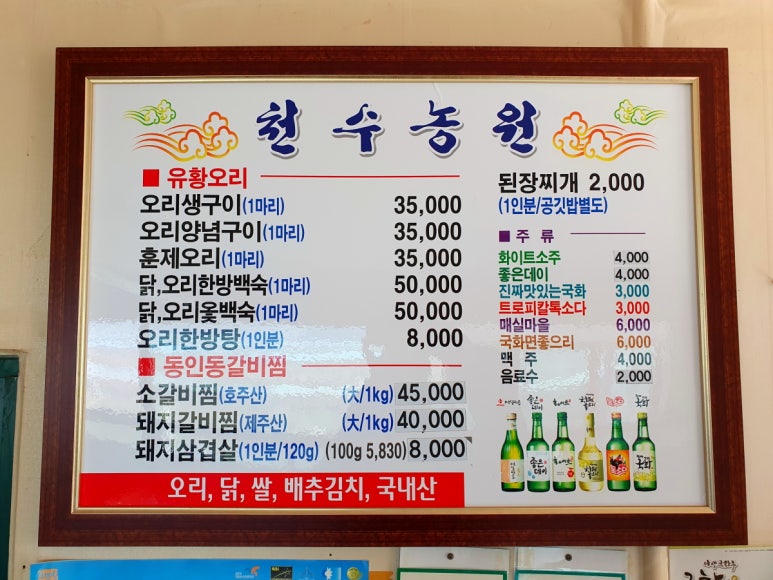 천수농원
■ 유황오리
오리생구이(1마리) 35,000
오리양념구이(1마리) 35,000
훈제오리(1마리) 35,000
닭,오리한방백숙(1마리) 50,000
닭,오리옻백숙(1마리) 50,000
오리한방탕(1인분) 8,000
■ 동인동갈비찜
소갈비찜(호주산) (大/1kg) 45,000
돼지갈비찜(제주산) (大/1kg) 40,000
돼지삼겹살(1인분/120g) (100g 5,830) 8,000
오리, 닭, 쌀, 배추김치, 국내산
된장찌개 2,000
(1인분/공깃밥별도)
■ 주 류
화이트소주 4,000
좋은데이 4,000
진짜맛있는국화 3,000
트로피칼톡소다 3,000
매실마을 6,000
국화면좋으리 6,000
맥 주 4,000
음료수 2,000
좋은데이